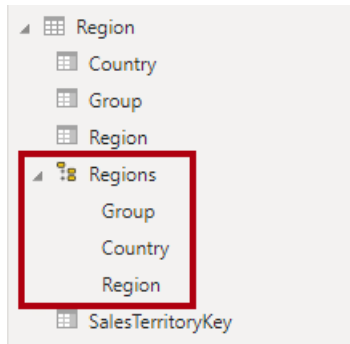 Region
Country
Group
Region
Regions
Group
Country
Region
SalesTerritoryKey